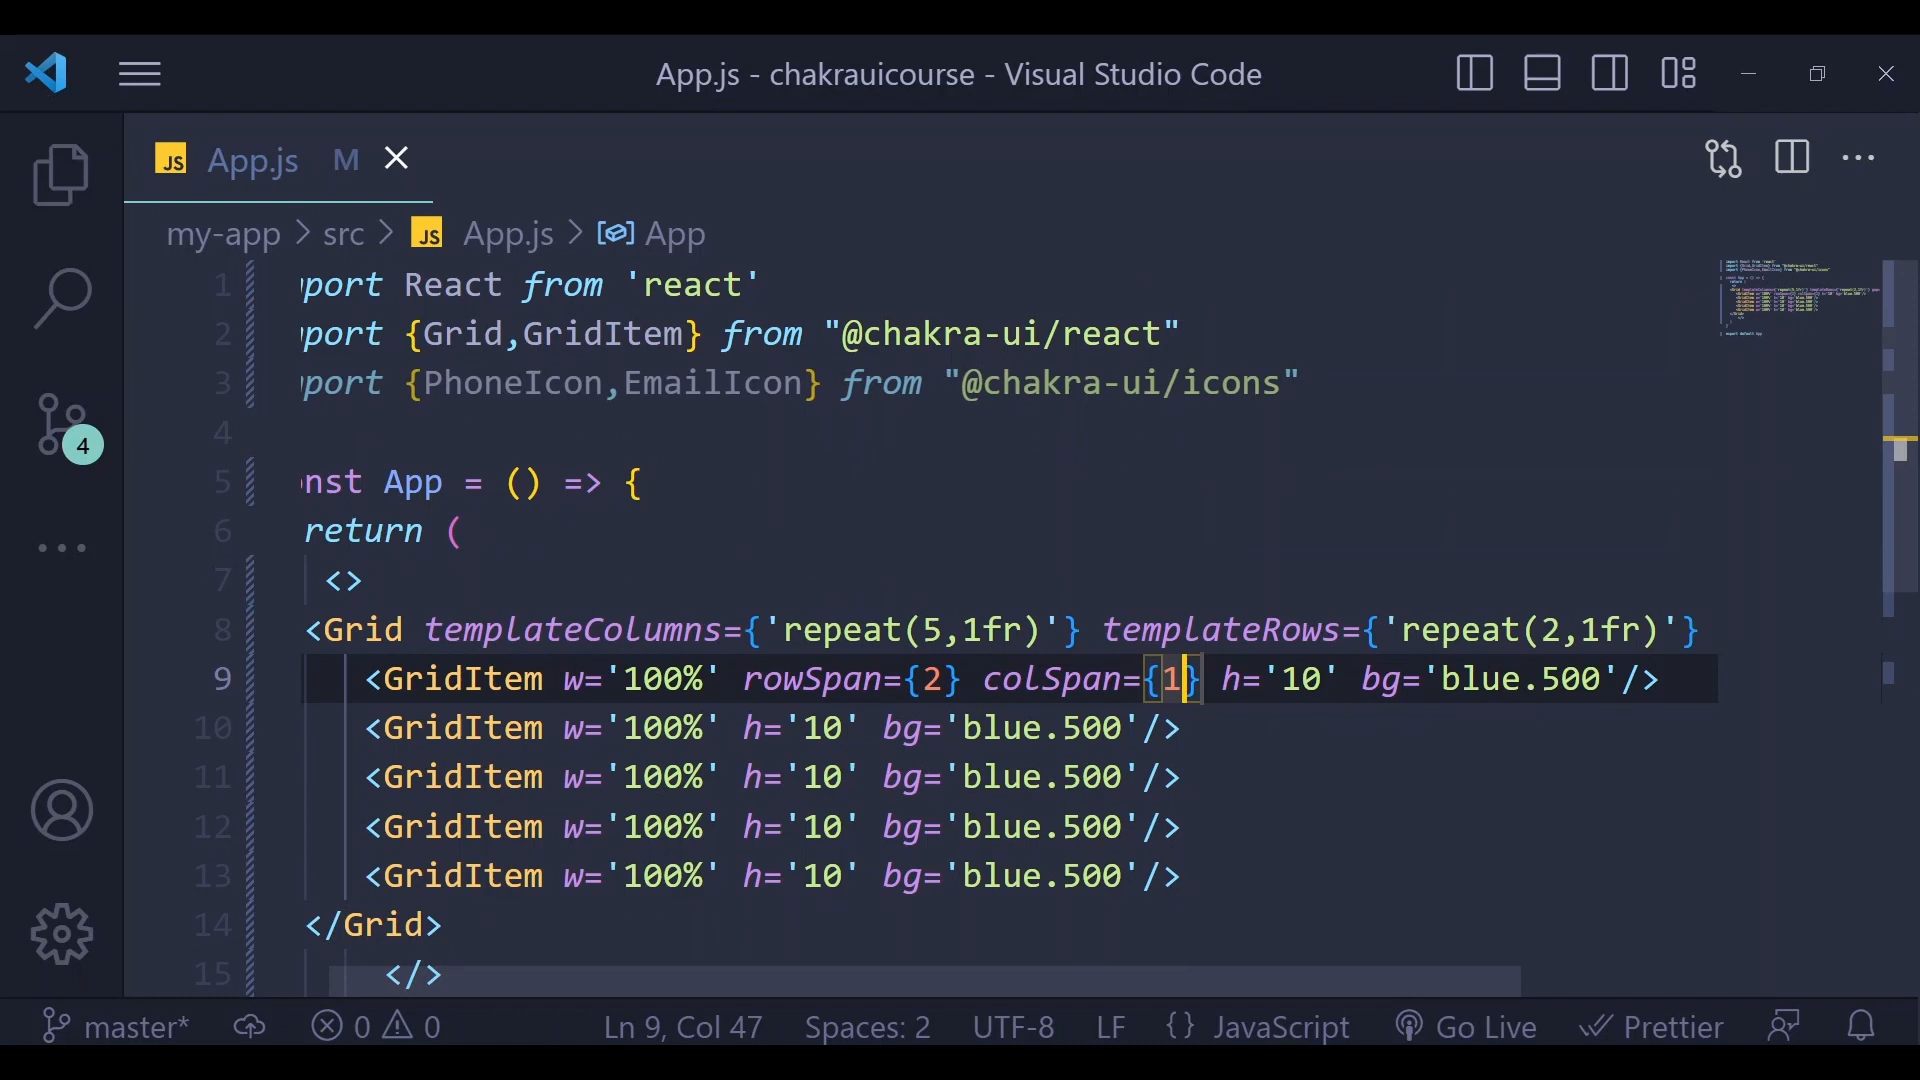 App.js - chakrauicourse - Visual Studio Code
JS App.js M
my-app > src > JS App.js > App
1 port React from 'react'
2 port {Grid,GridItem} from "@chakra-ui/react"
3 port {PhoneIcon,EmailIcon} from "@chakra-ui/icons"
4
5 onst App = () => {
6 return (
7 <>
8 <Grid templateColumns={'repeat(5,1fr)'} templateRows={'repeat(2,1fr)'}
9 <GridItem w='100%' rowSpan={2} colSpan={1} h='10' bg='blue.500'/>
10 <GridItem w='100%' h='10' bg='blue.500'/>
11 <GridItem w='100%' h='10' bg='blue.500'/>
12 <GridItem w='100%' h='10' bg='blue.500'/>
13 <GridItem w='100%' h='10' bg='blue.500'/>
14 </Grid>
15 </>
4
master* 0 0 Ln 9, Col 47 Spaces: 2 UTF-8 LF {} JavaScript Go Live Prettier